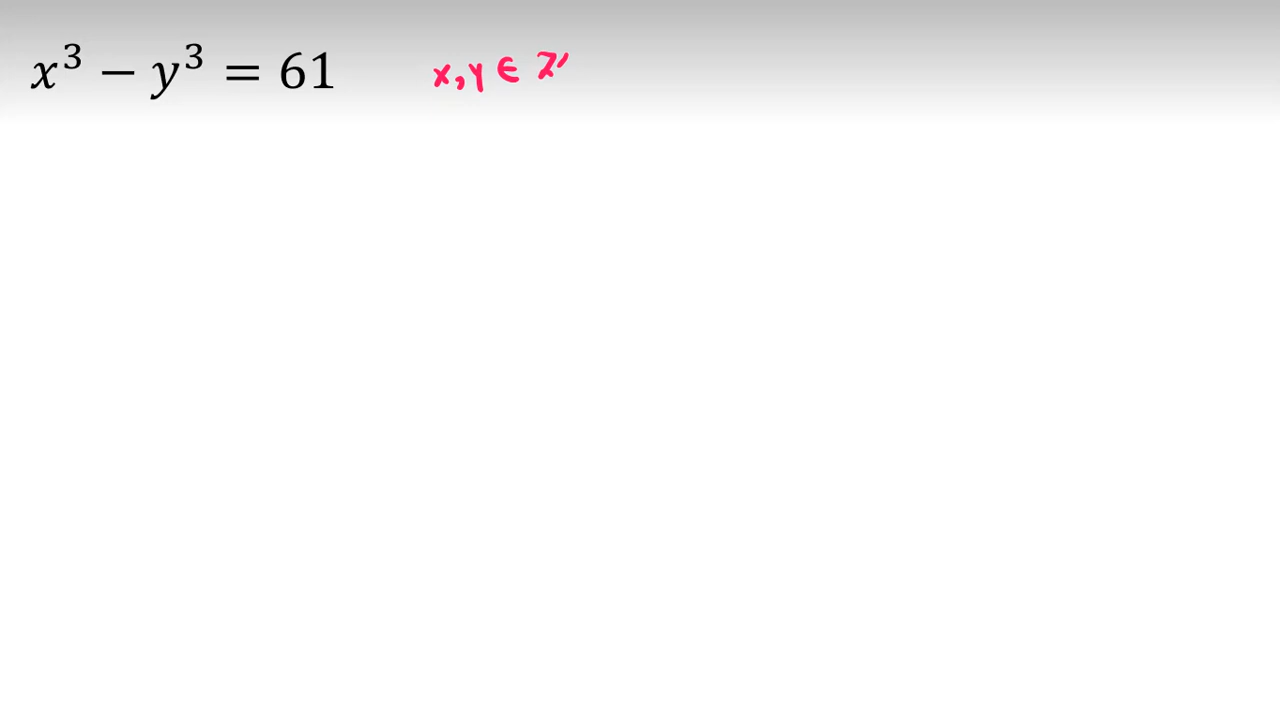 x³ − y³ = 61 x, y ∈ ℤ